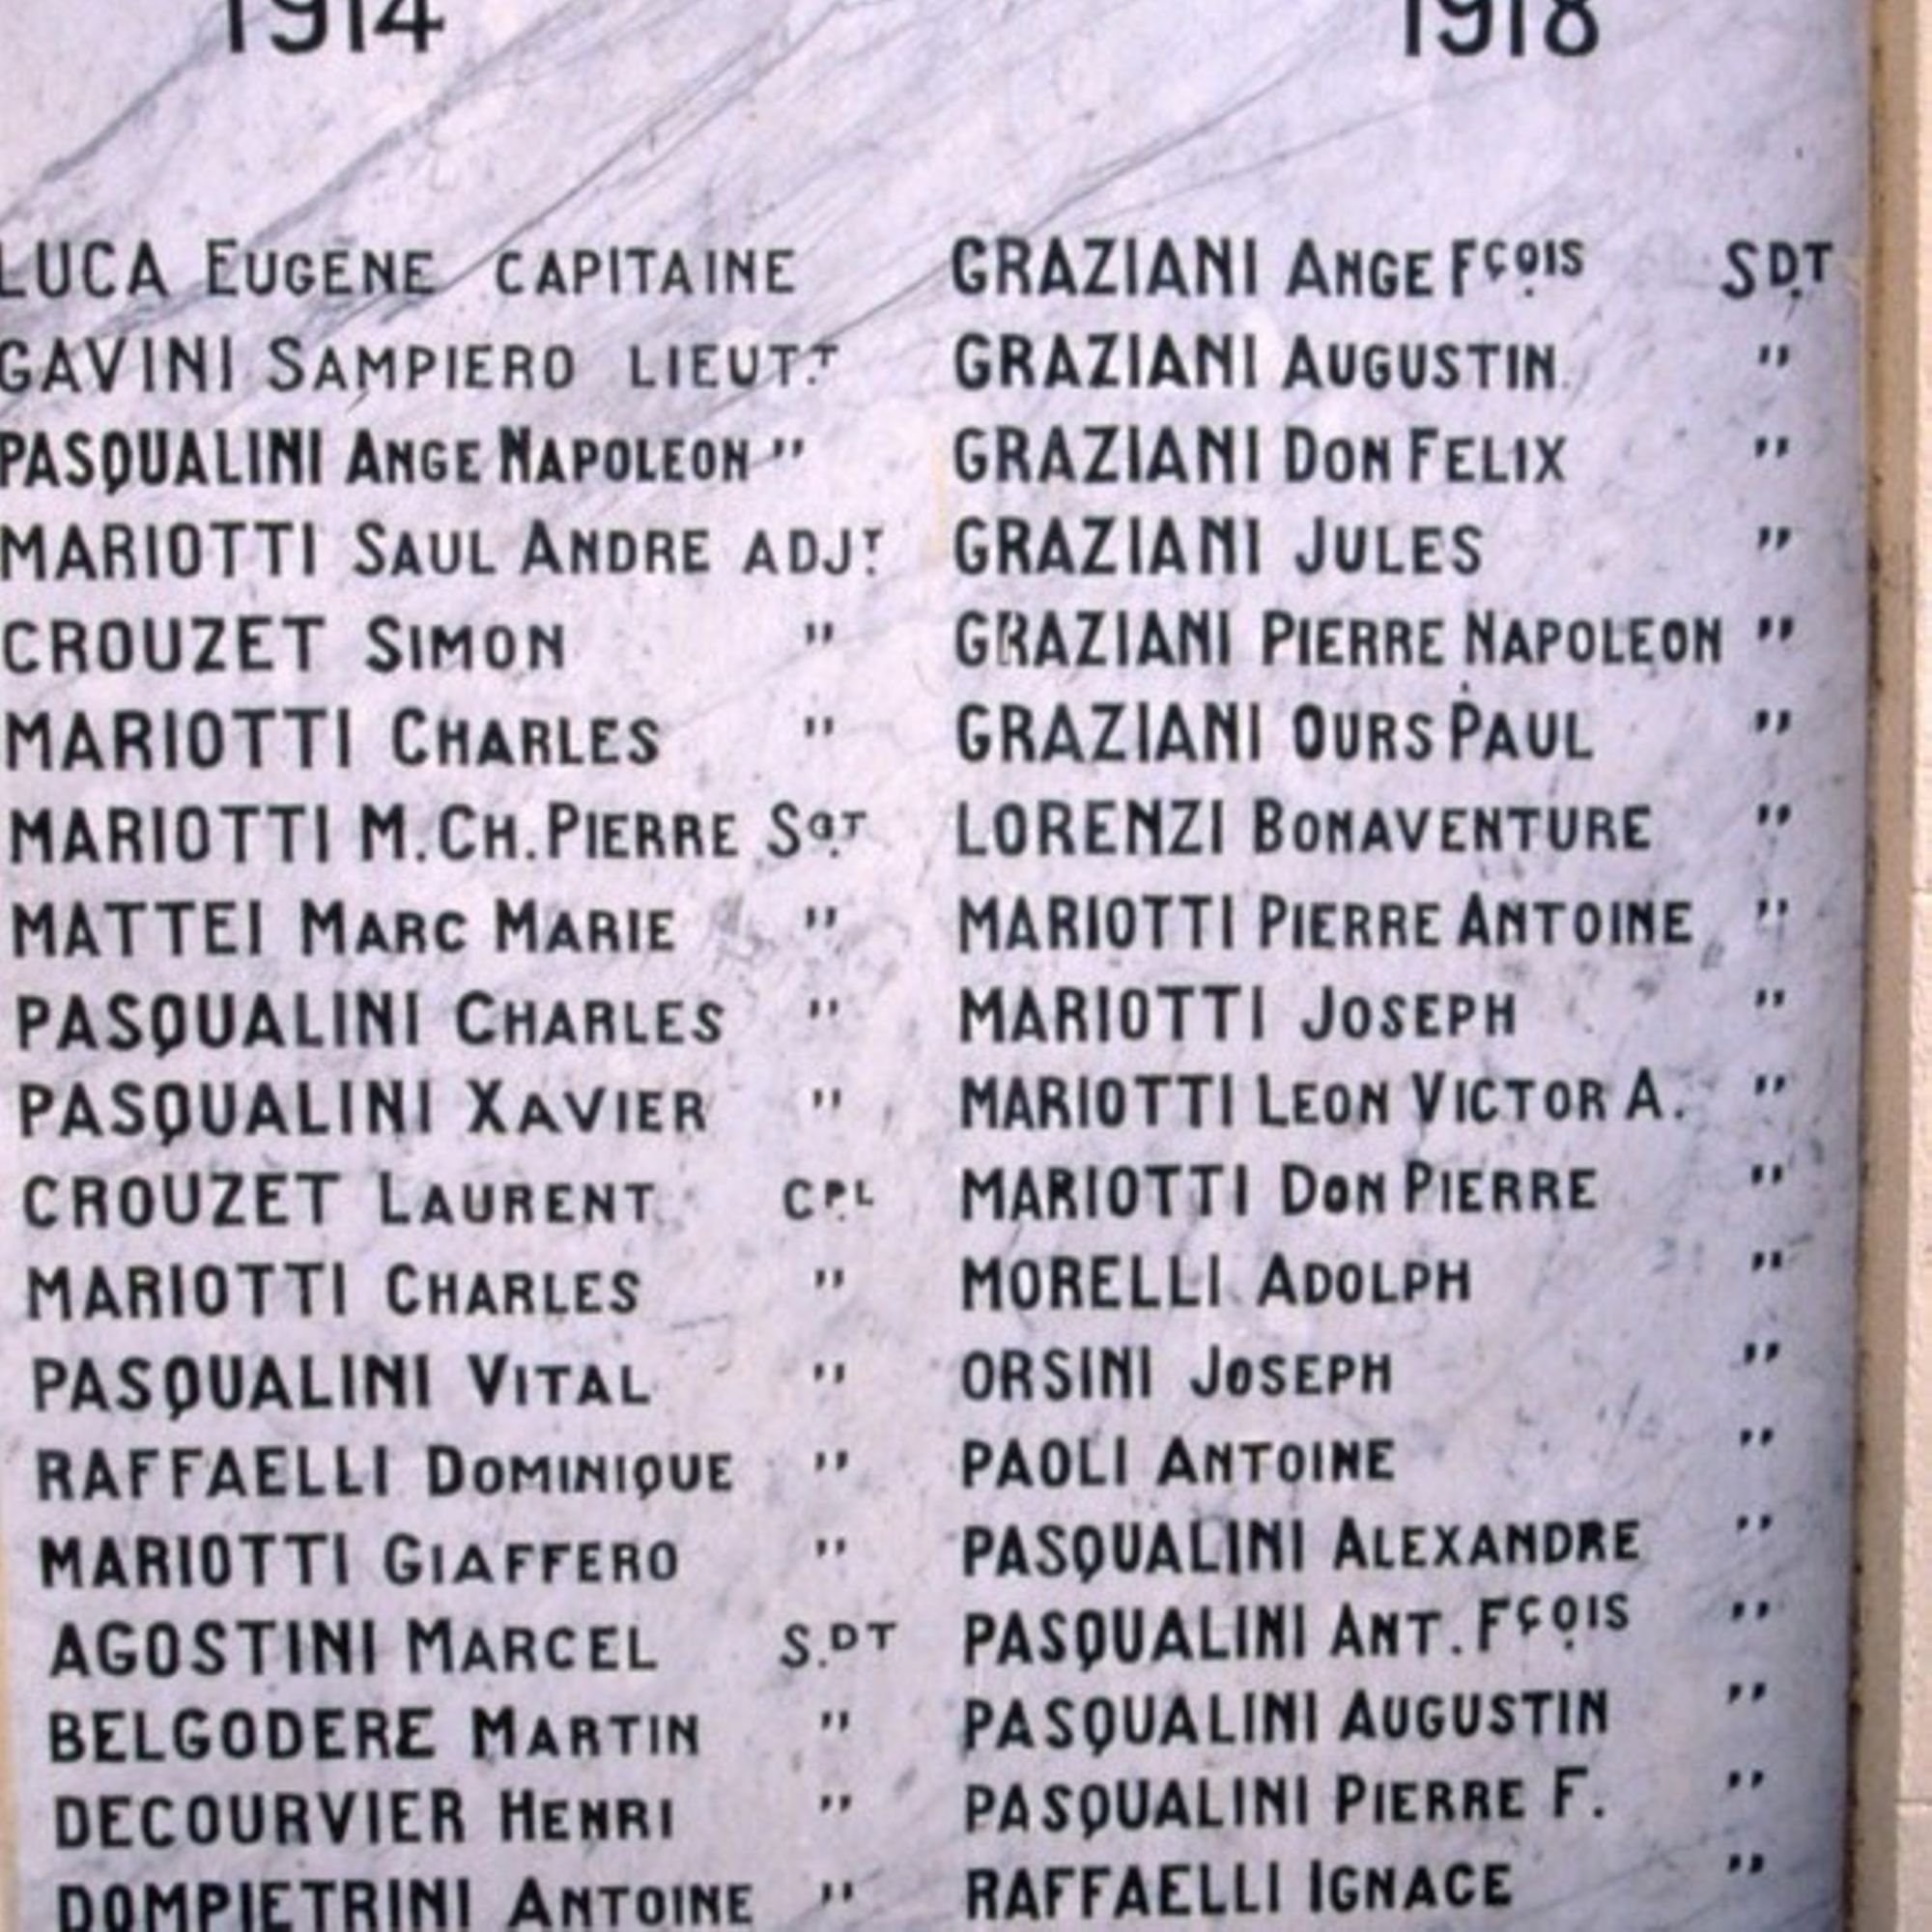 1914 1918
LUCA EUGENE CAPITAINE
GAVINI SAMPIERO LIEUT.T
PASQUALINI ANGE NAPOLEON "
MARIOTTI SAUL ANDRE ADJ.T
CROUZET SIMON "
MARIOTTI CHARLES "
MARIOTTI M.CH.PIERRE SGT
MATTEI MARC MARIE "
PASQUALINI CHARLES "
PASQUALINI XAVIER "
CROUZET LAURENT CPL
MARIOTTI CHARLES "
PASQUALINI VITAL "
RAFFAELLI DOMINIQUE "
MARIOTTI GIAFFERO "
AGOSTINI MARCEL S.DT
BELGODERE MARTIN "
DECOURVIER HENRI "
DOMPIETRINI ANTOINE "
GRAZIANI ANGE FÇOIS SDT
GRAZIANI AUGUSTIN "
GRAZIANI DON FELIX "
GRAZIANI JULES "
GRAZIANI PIERRE NAPOLEON "
GRAZIANI OURS PAUL "
LORENZI BONAVENTURE "
MARIOTTI PIERRE ANTOINE "
MARIOTTI JOSEPH "
MARIOTTI LEON VICTOR A. "
MARIOTTI DON PIERRE "
MORELLI ADOLPH "
ORSINI JOSEPH "
PAOLI ANTOINE "
PASQUALINI ALEXANDRE "
PASQUALINI ANT. FÇOIS "
PASQUALINI AUGUSTIN "
PASQUALINI PIERRE F. "
RAFFAELLI IGNACE "